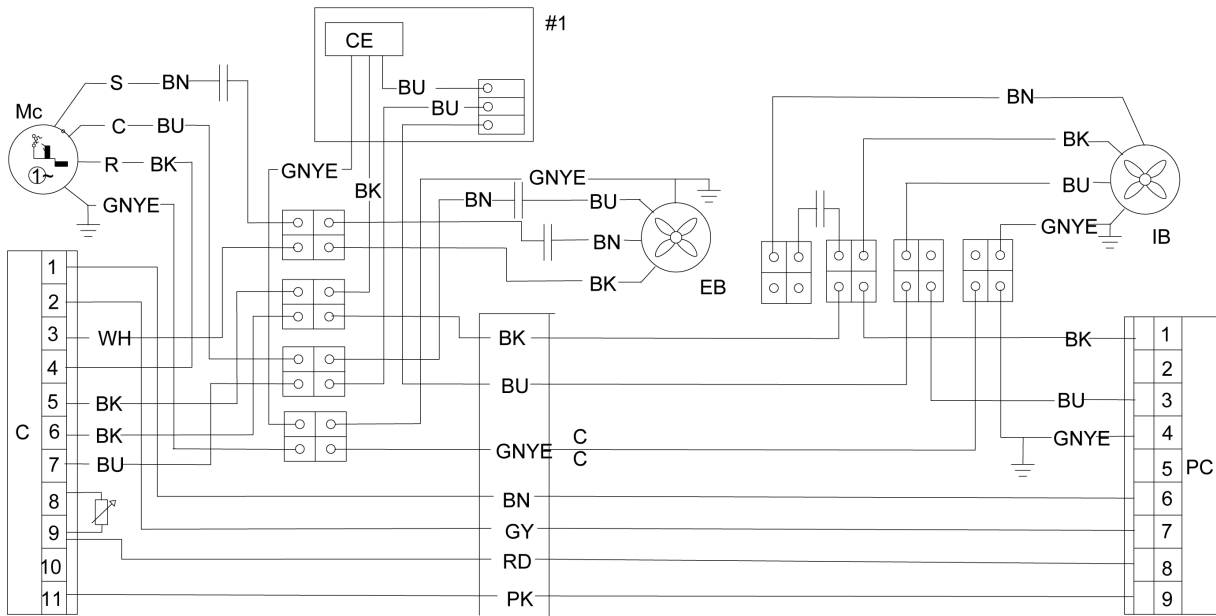 #1
CE
BU
BU
S BN
Mc
C BU
R BK
1~
GNYE
GNYE
BK
GNYE
BN BU
BN
BK
EB
BN
BK
BU
GNYE
IB
C
1
2
3 WH
4
5 BK
6 BK
7 BU
8
9
10
11
BK
BU
GNYE
C
C
BN
GY
RD
PK
BK
BU
GNYE
1
2
3
4
5
6
7
8
9
PC